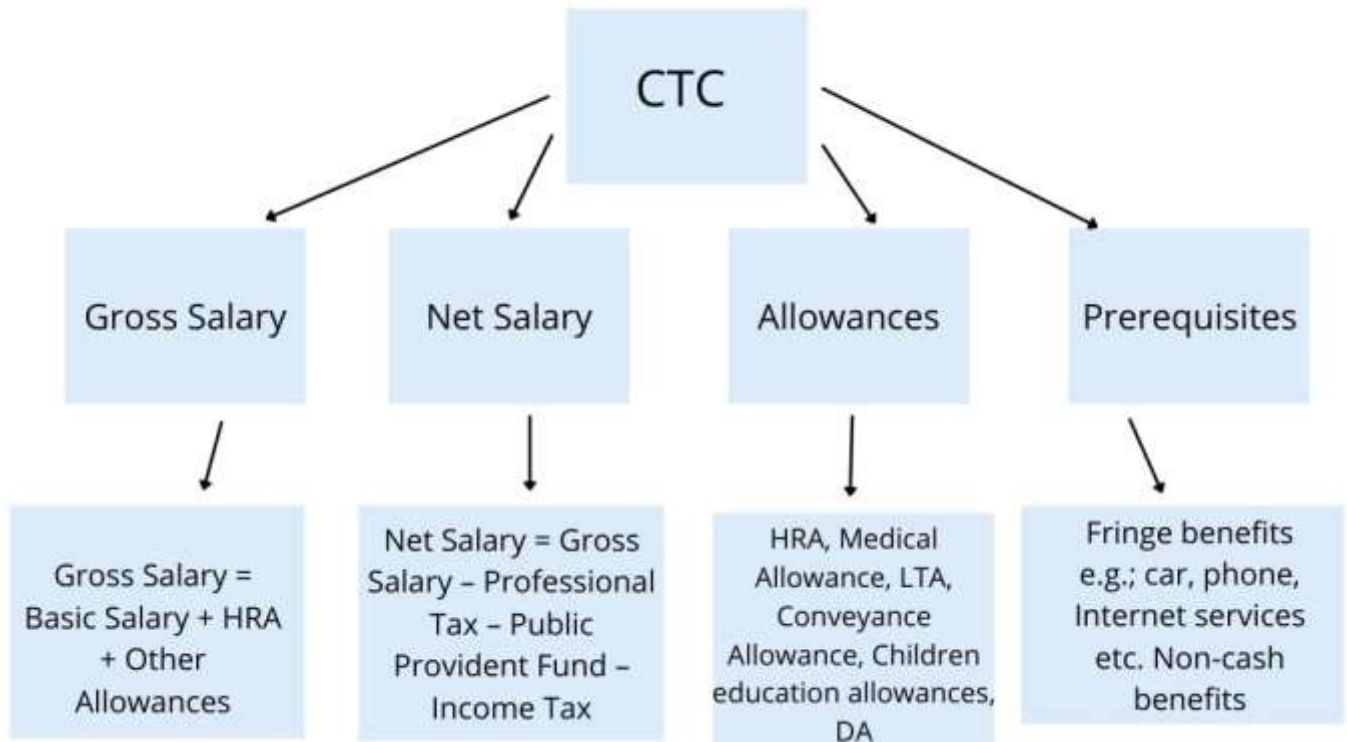 CTC
Gross Salary
Net Salary
Allowances
Prerequisites
Gross Salary =
Basic Salary + HRA
+ Other
Allowances
Net Salary = Gross
Salary – Professional
Tax – Public
Provident Fund –
Income Tax
HRA, Medical
Allowance, LTA,
Conveyance
Allowance, Children
education allowances,
DA
Fringe benefits
e.g.; car, phone,
Internet services
etc. Non-cash
benefits